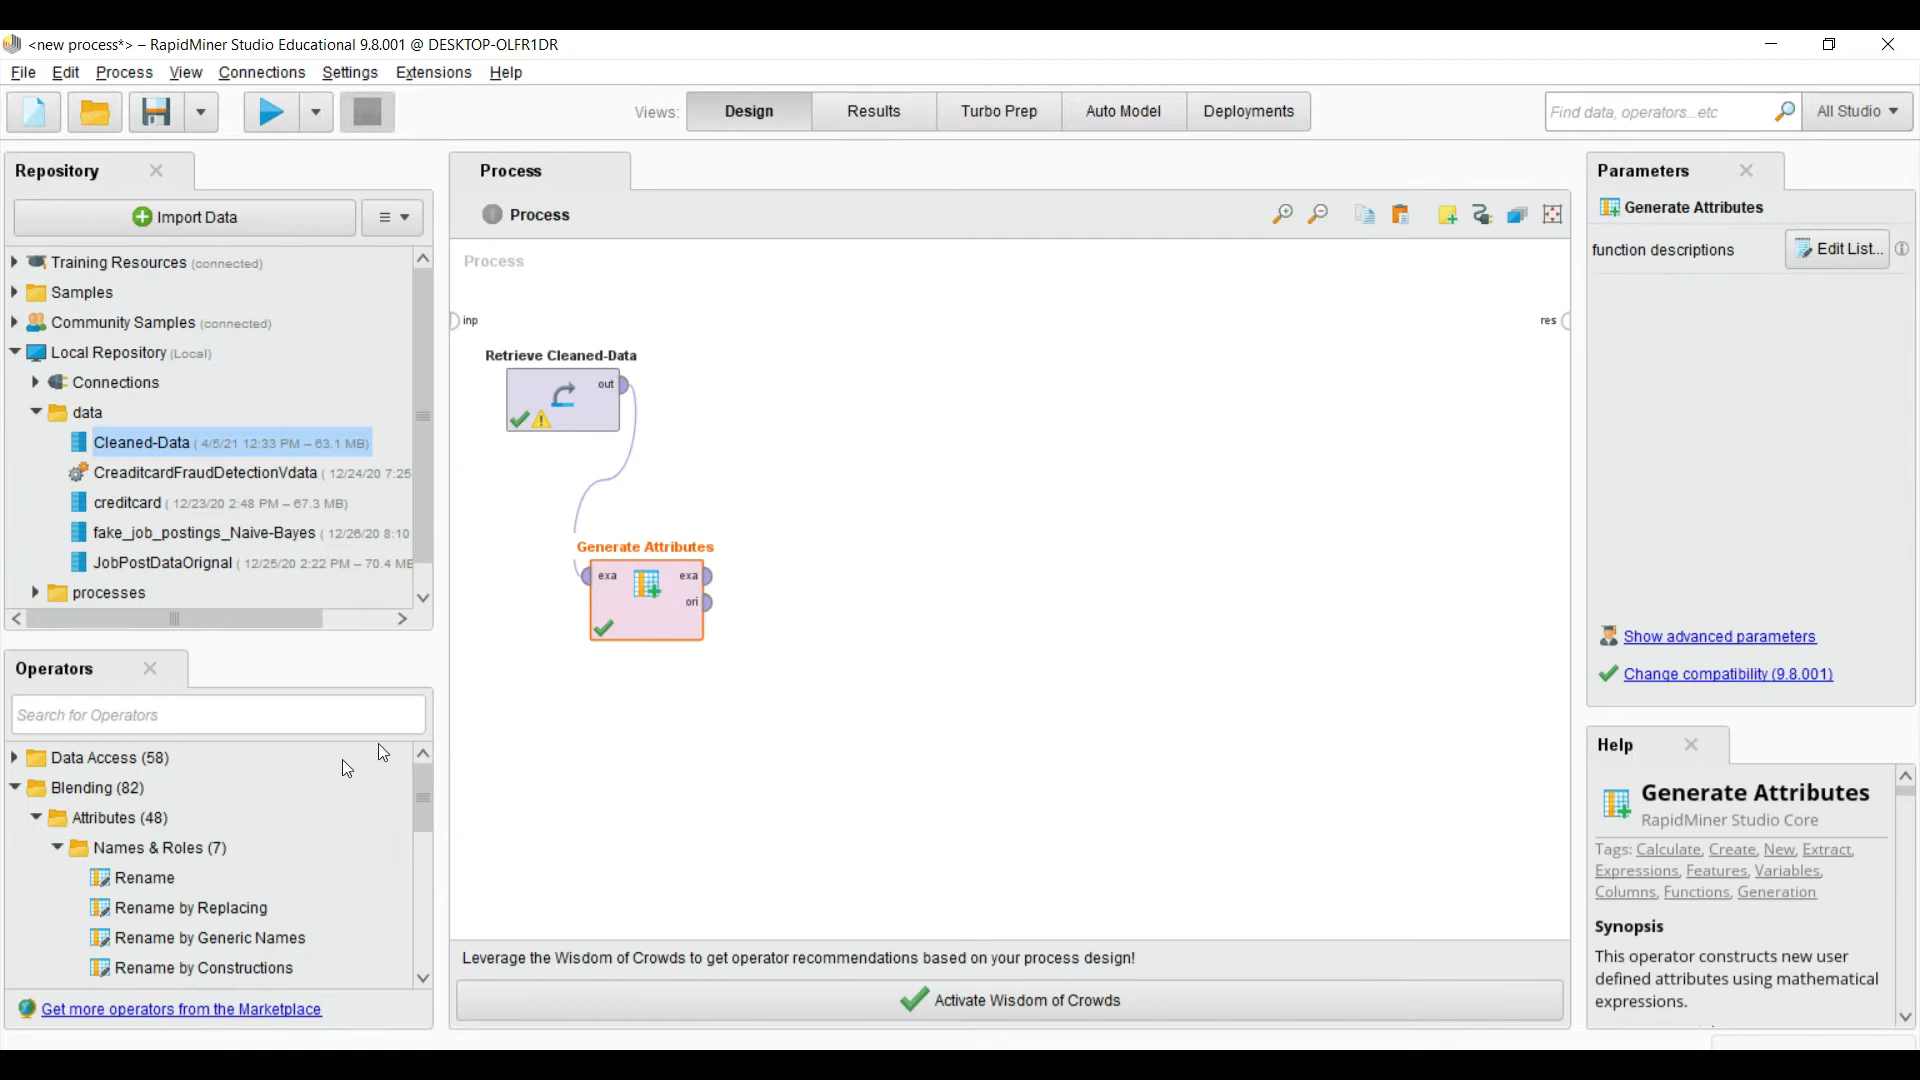 <new process*> – RapidMiner Studio Educational 9.8.001 @ DESKTOP-OLFR1DR
File Edit Process View Connections Settings Extensions Help
Views: Design Results Turbo Prep Auto Model Deployments
Find data, operators...etc
All Studio
Repository
Import Data
Training Resources (connected)
Samples
Community Samples (connected)
Local Repository (Local)
Connections
data
Cleaned-Data ( 4/5/21 12:33 PM – 63.1 MB)
CreaditcardFraudDetectionVdata ( 12/24/20 7:25
creditcard ( 12/23/20 2:48 PM – 67.3 MB)
fake_job_postings_Naive-Bayes ( 12/26/20 8:10
JobPostDataOrignal ( 12/25/20 2:22 PM – 70.4 ME
processes
Operators
Search for Operators
Data Access (58)
Blending (82)
Attributes (48)
Names & Roles (7)
Rename
Rename by Replacing
Rename by Generic Names
Rename by Constructions
Get more operators from the Marketplace
Process
Process
Process
inp
res
Retrieve Cleaned-Data
out
Generate Attributes
exa exa
ori
Leverage the Wisdom of Crowds to get operator recommendations based on your process design!
Activate Wisdom of Crowds
Parameters
Generate Attributes
function descriptions
Edit List...
Show advanced parameters
Change compatibility (9.8.001)
Help
Generate Attributes
RapidMiner Studio Core
Tags: Calculate, Create, New, Extract,
Expressions, Features, Variables,
Columns, Functions, Generation
Synopsis
This operator constructs new user
defined attributes using mathematical
expressions.